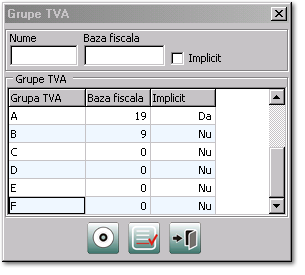 Grupe TVA
Nume Baza fiscala
Implicit
Grupe TVA
Grupa TVA Baza fiscala Implicit
A 19 Da
B 9 Nu
C 0 Nu
D 0 Nu
E 0 Nu
F 0 Nu